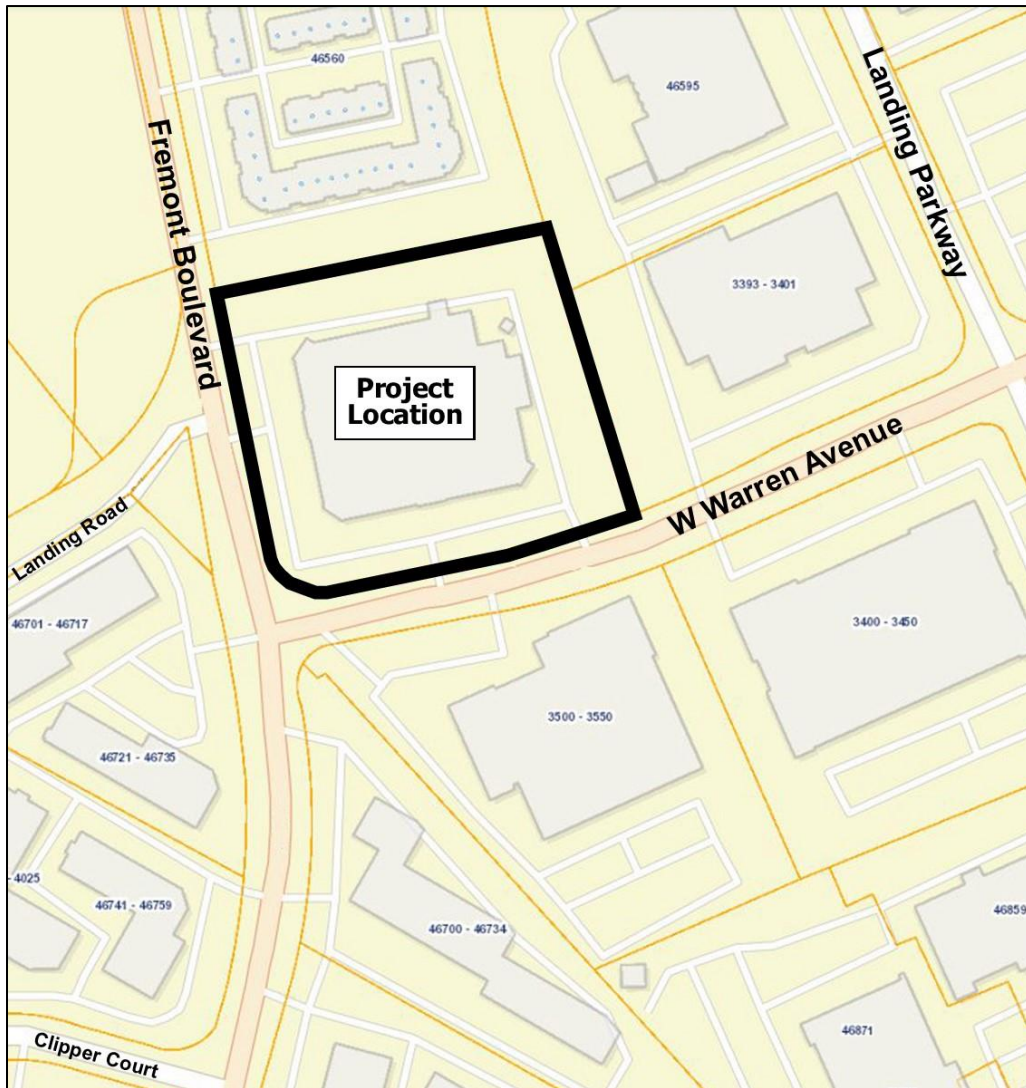 46560
46595
Landing Parkway
Fremont Boulevard
3393 - 3401
Project
Location
W Warren Avenue
Landing Road
46701 - 46717
3400 - 3450
3500 - 3550
46721 - 46735
- 4025
46741 - 46759
46700 - 46734
46859
46871
Clipper Court